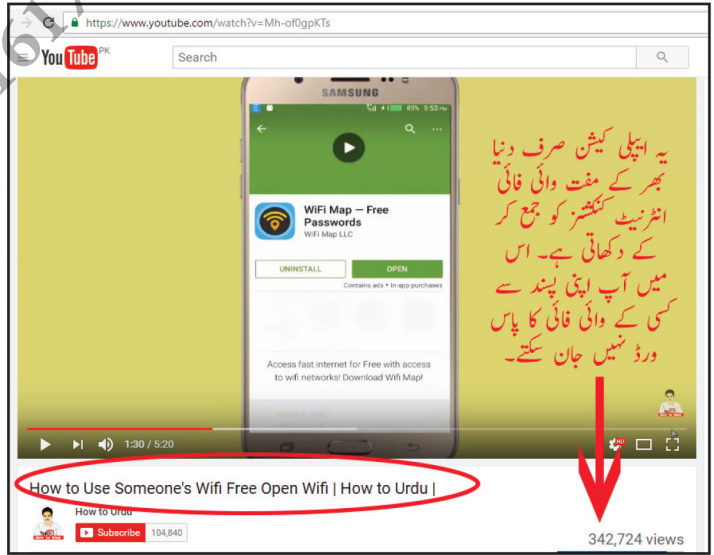 https://www.youtube.com/watch?v=Mh-of0gpKTs
YouTube PK
Search
SAMSUNG
85% 9:53
WiFi Map — Free
Passwords
WiFi Map LLC
UNINSTALL
OPEN
Contains ads • In-app purchases
Access fast internet for Free with access
to wifi networks! Download WiFi Map!
یہ ایپلی کیشن صرف دنیا
بھر کے مفت وائی فائی
انٹرنیٹ کنکشنز کو جمع کر
کے دکھاتی ہے۔ اس
میں آپ اپنی پسند سے
کسی کے وائی فائی کا پاس
ورڈ نہیں جان سکتے۔
1:30 / 5:20
HD
How to Use Someone's Wifi Free Open Wifi | How to Urdu |
How to Urdu
Subscribe 104,840
342,724 views